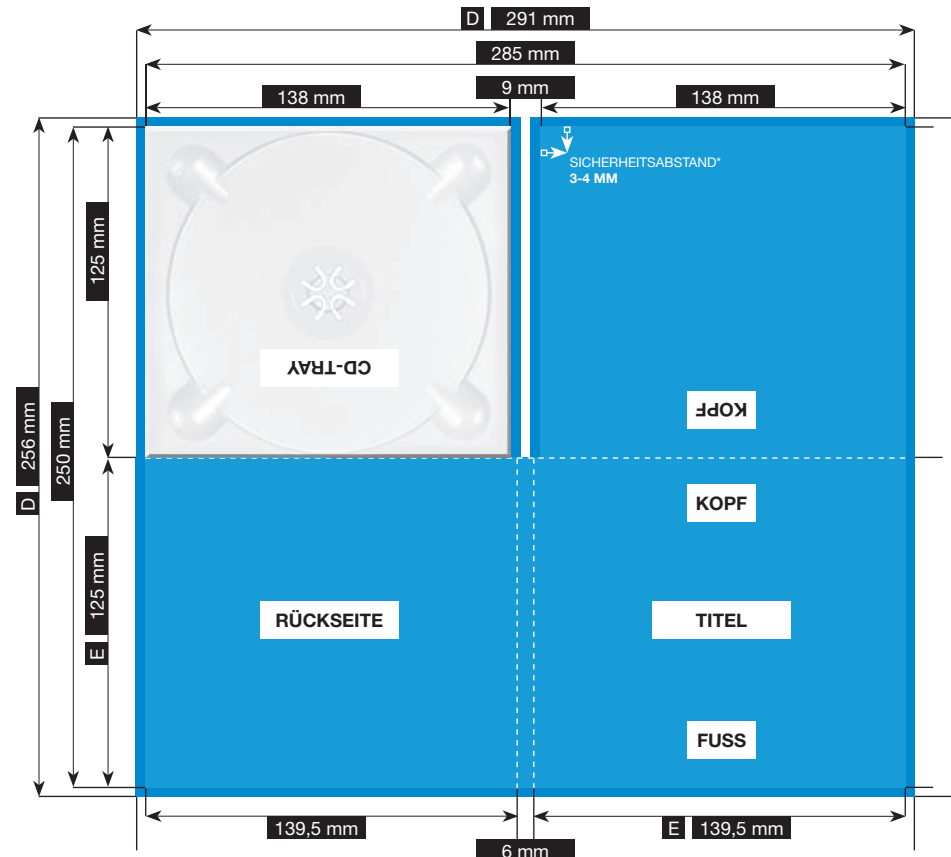 D 291 mm
285 mm
9 mm
138 mm
138 mm
SICHERHEITSABSTAND*
3-4 MM
125 mm
CD-TRAY
KOPF
D 256 mm
250 mm
KOPF
E 125 mm
RÜCKSEITE
TITEL
FUSS
139,5 mm
E 139,5 mm
6 mm